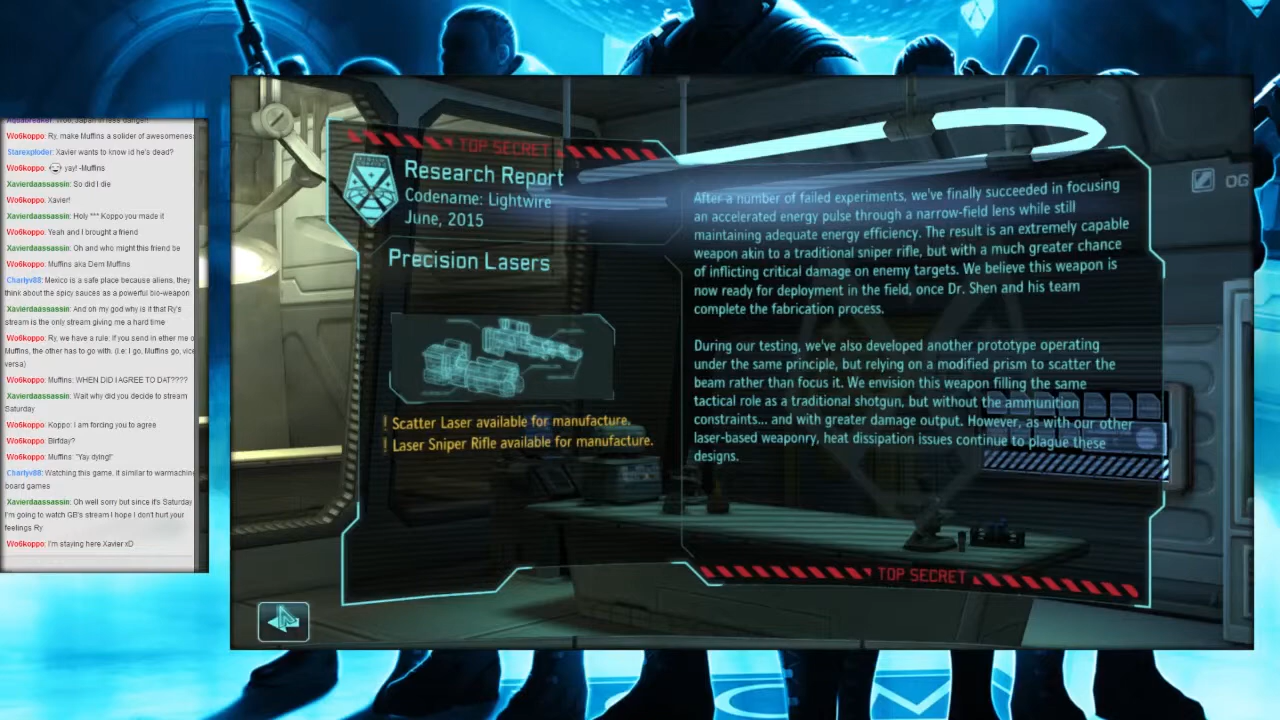 Wo6koppo: Ry, make Muffins a solider of awesomeness
Starexploder: Xavier wants to know id he's dead?
Wo6koppo: yay! -Muffins
Xavierdaassassin: So did I die
Wo6koppo: Xavier!
Xavierdaassassin: Holy *** Koppo you made it
Wo6koppo: Yeah and I brought a friend
Xavierdaassassin: Oh and who might this friend be
Wo6koppo: Muffins aka Dem Muffins
Charlyv88: Mexico is a safe place because aliens, they
think about the spicy sauces as a powerful bio-weapon
Xavierdaassassin: And oh my god why is it that Ry's
stream is the only stream giving me a hard time
Wo6koppo: Ry, we have a rule. If you send in ether me o
Muffins, the other has to go with. (I.e: I go, Muffins go, vice
versa)
Wo6koppo: Muffins: WHEN DID I AGREE TO DAT????
Xavierdaassassin: Wait why did you decide to stream
Saturday
Wo6koppo: Koppo: I am forcing you to agree
Wo6koppo: Birfday?
Wo6koppo: Muffins: "Yay dying!"
Charlyv88: Watching this game, it similar to warmachine
board games
Xavierdaassassin: Oh well sorry but since it's Saturday
I'm going to watch GB's stream I hope I don't hurt your
feelings Ry
Wo6koppo: I'm staying here Xavier xD
TOP SECRET
Research Report
Codename: Lightwire
June, 2015
Precision Lasers
! Scatter Laser available for manufacture.
! Laser Sniper Rifle available for manufacture.
After a number of failed experiments, we've finally succeeded in focusing
an accelerated energy pulse through a narrow-field lens while still
maintaining adequate energy efficiency. The result is an extremely capable
weapon akin to a traditional sniper rifle, but with a much greater chance
of inflicting critical damage on enemy targets. We believe this weapon is
now ready for deployment in the field, once Dr. Shen and his team
complete the fabrication process.
During our testing, we've also developed another prototype operating
under the same principle, but relying on a modified prism to scatter the
beam rather than focus it. We envision this weapon filling the same
tactical role as a traditional shotgun, but without the ammunition
constraints... and with greater damage output. However, as with our other
laser-based weaponry, heat dissipation issues continue to plague these
designs.
TOP SECRET
OG